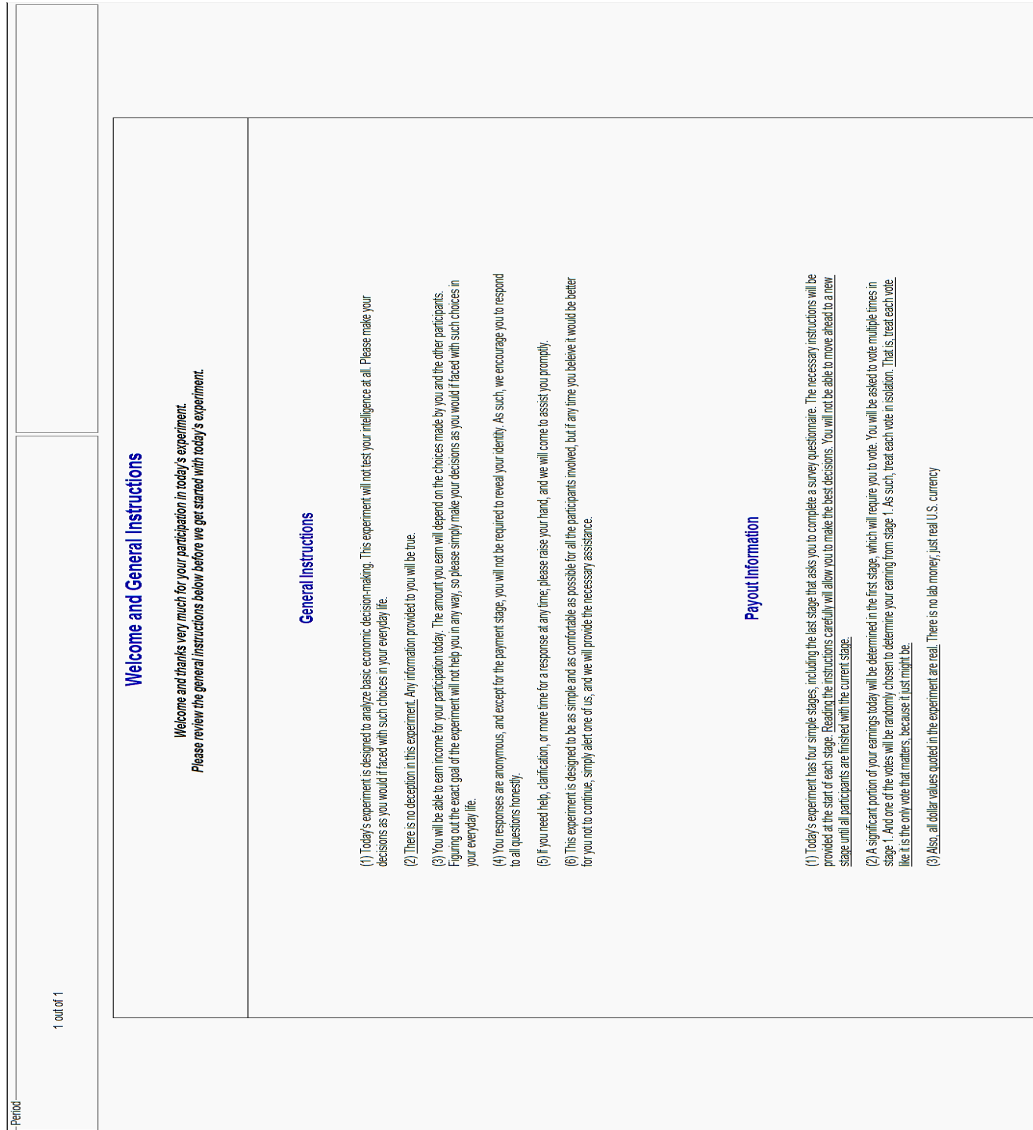 Period
1 out of 1
Welcome and General Instructions
Welcome and thanks very much for your participation in today's experiment.
Please review the general instructions below before we get started with today's experiment.
General Instructions
(1) Today's experiment is designed to analyze basic economic decision-making. This experiment will not test your intelligence at all. Please make your
decisions as you would if faced with such choices in your everyday life.
(2) There is no deception in this experiment. Any information provided to you will be true.
(3) You will be able to earn income for your participation today. The amount you earn will depend on the choices made by you and the other participants.
Figuring out the exact goal of the experiment will not help you in any way, so please simply make your decisions as you would if faced with such choices in
your everyday life.
(4) You responses are anonymous, and except for the payment stage, you will not be required to reveal your identity. As such, we encourage you to respond
to all questions honestly.
(5) If you need help, clarification, or more time for a response at any time; please raise your hand, and we will come to assist you promptly.
(6) This experiment is designed to be as simple and as comfortable as possible for all the participants involved, but if any time you beleive it would be better
for you not to continue, simply alert one of us, and we will provide the necessary assistance.
Payout Information
(1) Today's experiment has four simple stages, including the last stage that asks you to complete a survey questionnaire. The necessary instructions will be
provided at the start of each stage. Reading the instructions carefully will allow you to make the best decisions. You will not be able to move ahead to a new
stage until all participants are finished with the current stage.
(2) A significant portion of your earnings today will be determined in the first stage, which will require you to vote. You will be asked to vote multiple times in
stage 1. And one of the votes will be randomly chosen to determine your earning from stage 1. As such, treat each vote in isolation. That is, treat each vote
like it is the only vote that matters, because it just might be.
(3) Also, all dollar values quoted in the experiment are real. There is no lab money; just real U.S. currency